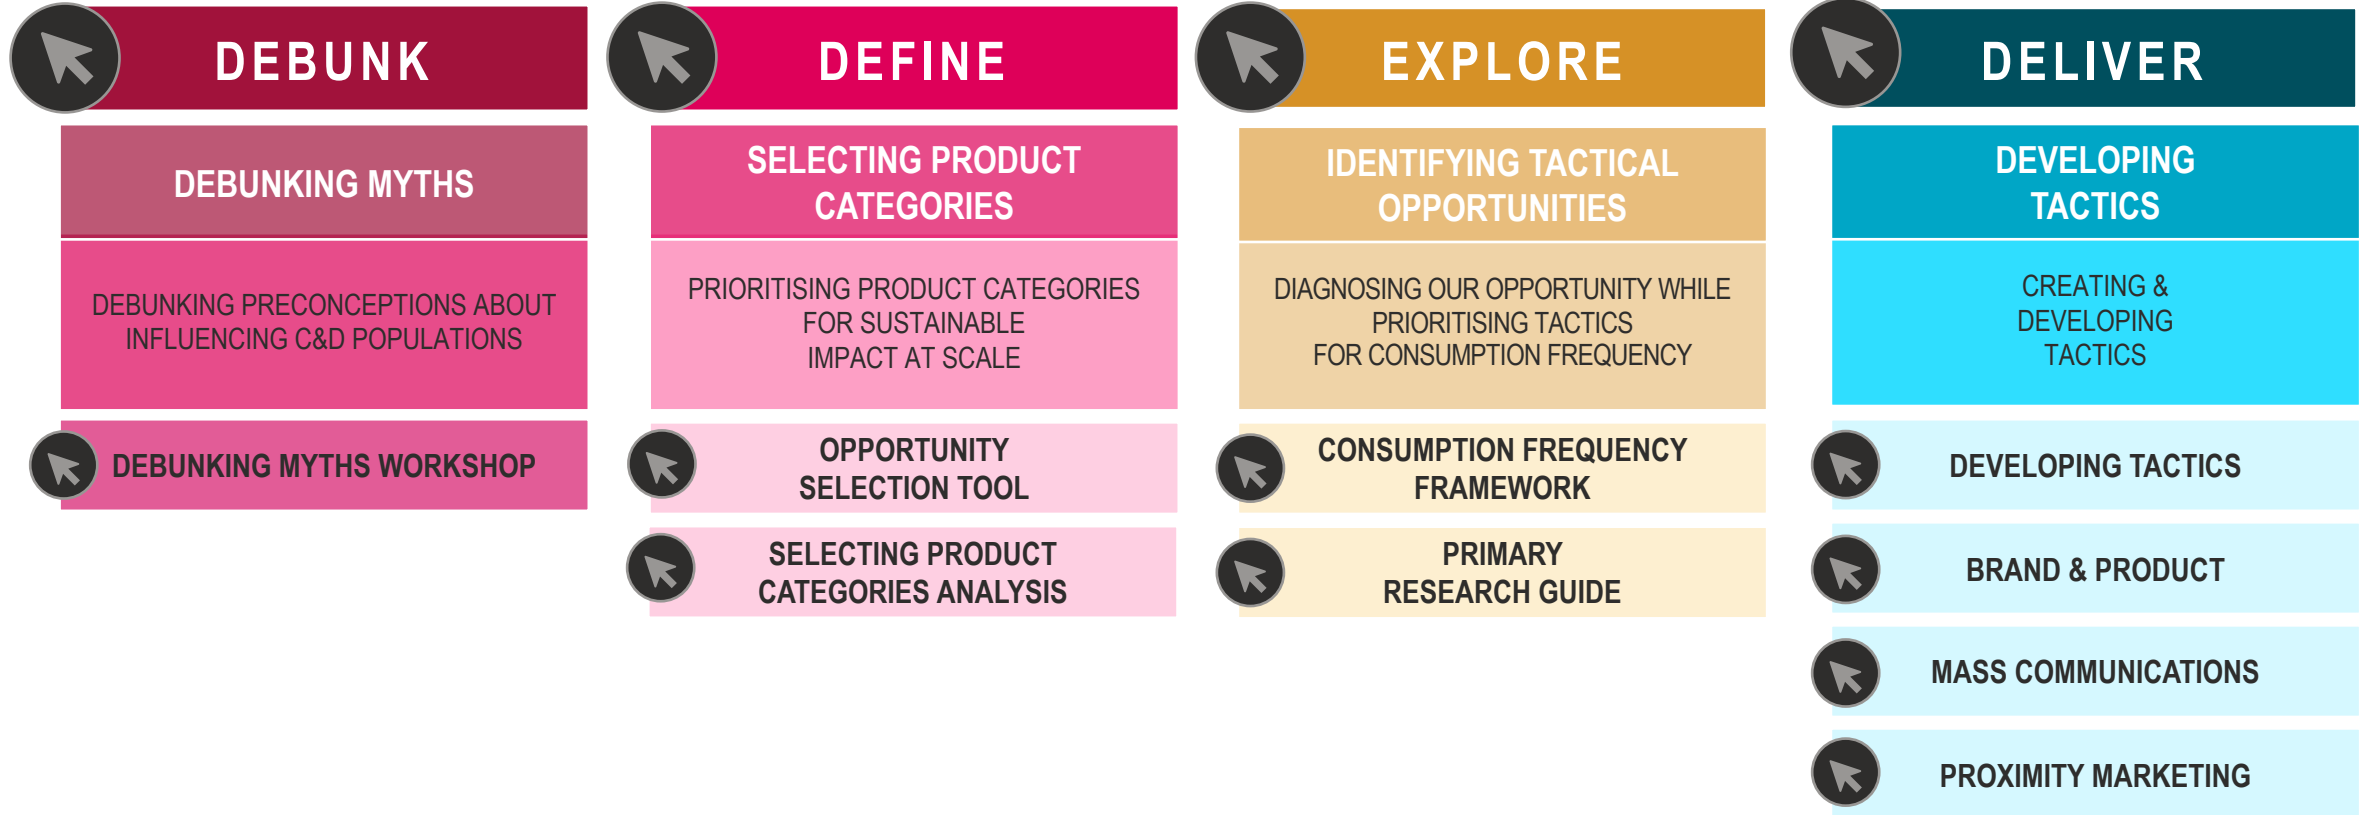 DEBUNK
DEBUNKING MYTHS
DEBUNKING PRECONCEPTIONS ABOUT
INFLUENCING C&D POPULATIONS
DEBUNKING MYTHS WORKSHOP
DEFINE
SELECTING PRODUCT
CATEGORIES
PRIORITISING PRODUCT CATEGORIES
FOR SUSTAINABLE
IMPACT AT SCALE
OPPORTUNITY
SELECTION TOOL
SELECTING PRODUCT
CATEGORIES ANALYSIS
EXPLORE
IDENTIFYING TACTICAL
OPPORTUNITIES
DIAGNOSING OUR OPPORTUNITY WHILE
PRIORITISING TACTICS
FOR CONSUMPTION FREQUENCY
CONSUMPTION FREQUENCY
FRAMEWORK
PRIMARY
RESEARCH GUIDE
DELIVER
DEVELOPING
TACTICS
CREATING &
DEVELOPING
TACTICS
DEVELOPING TACTICS
BRAND & PRODUCT
MASS COMMUNICATIONS
PROXIMITY MARKETING